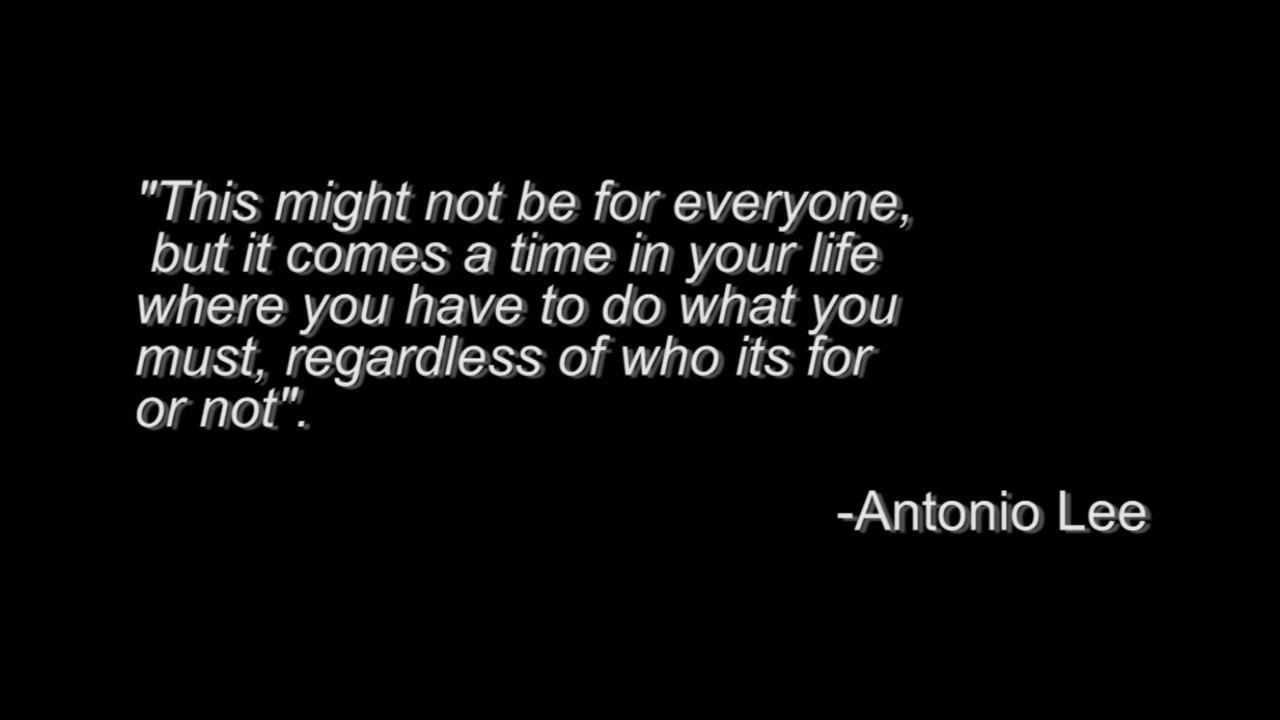 "This might not be for everyone,
but it comes a time in your life
where you have to do what you
must, regardless of who its for
or not".
-Antonio Lee